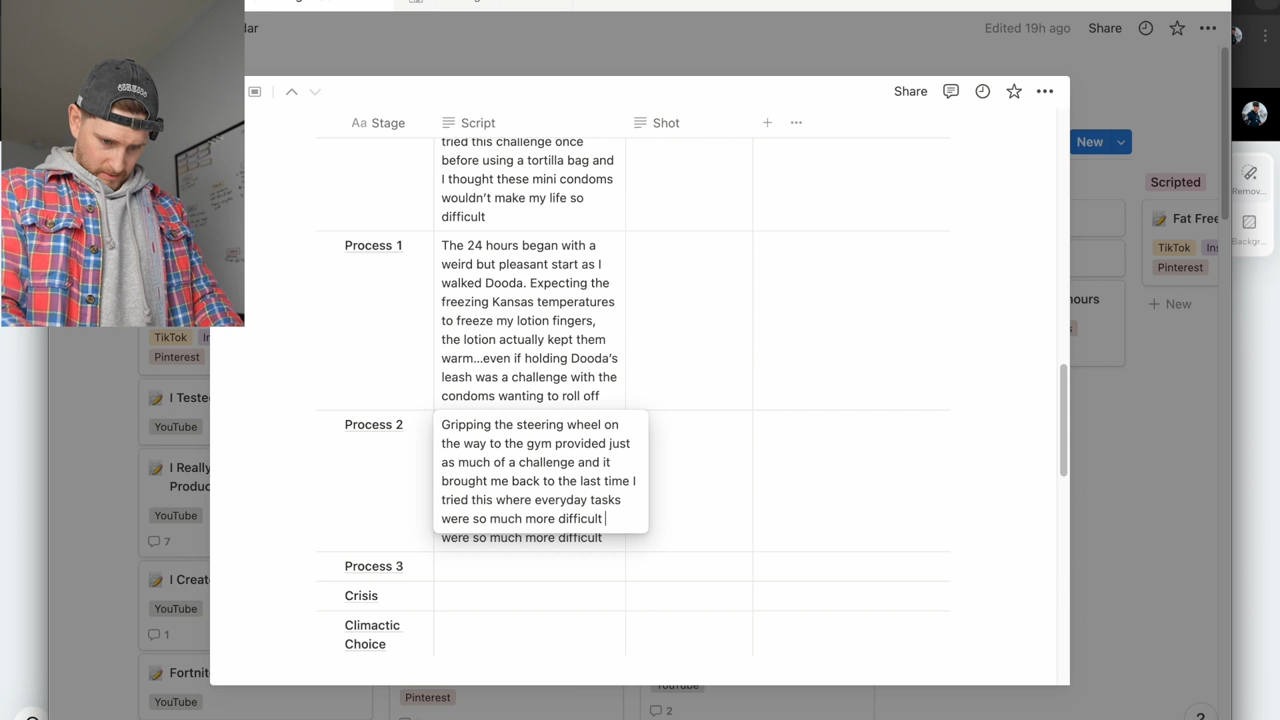 dar
Edited 19h ago
Share
Share
Aa Stage
Script
Shot
New
Scripted
Remov...
Backgr...
Fat Free
TikTok
Ins
Pinterest
New
hours
tried this challenge once
before using a tortilla bag and
I thought these mini condoms
wouldn't make my life so
difficult
Process 1
The 24 hours began with a
weird but pleasant start as I
walked Dooda. Expecting the
freezing Kansas temperatures
to freeze my lotion fingers,
the lotion actually kept them
warm...even if holding Dooda's
leash was a challenge with the
condoms wanting to roll off
Process 2
Gripping the steering wheel on
the way to the gym provided just
as much of a challenge and it
brought me back to the last time I
tried this where everyday tasks
were so much more difficult
were so much more difficult
Process 3
Crisis
Climactic
Choice
TikTok
In
Pinterest
I Teste
YouTube
I Really
Produc
YouTube
7
I Creat
YouTube
1
Fortnit
YouTube
Pinterest
YouTube
2
?